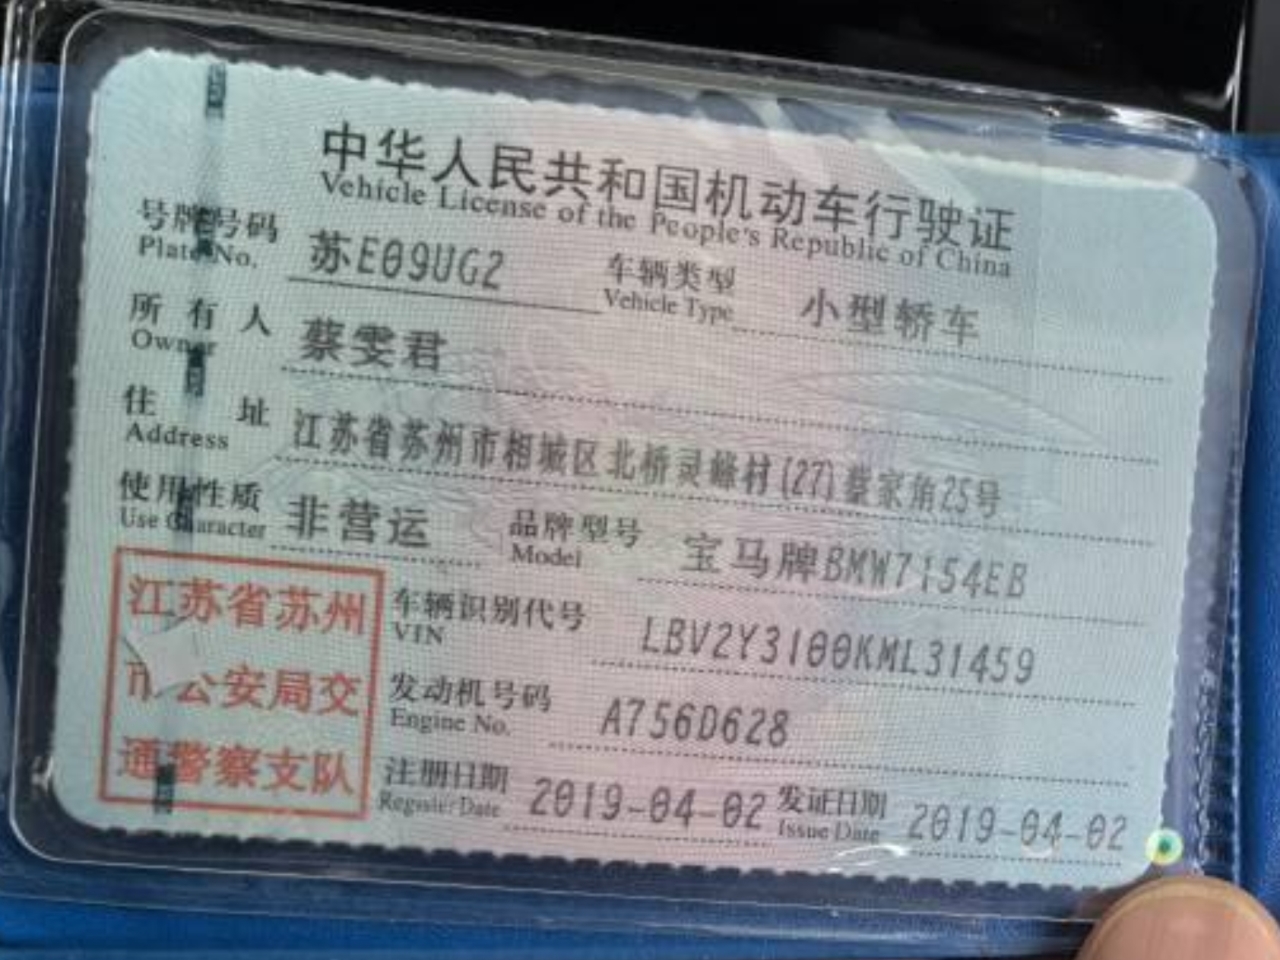 中华人民共和国机动车行驶证
Vehicle License of the People's Republic of China
号牌号码 苏E09UG2 车辆类型 小型轿车
Plate No. Vehicle Type
所有人 蔡雯君
Owner
住址 江苏省苏州市相城区北桥灵峰村(27)蔡家角25号
Address
使用性质 非营运 品牌型号 宝马牌BMW7154EB
Use Character Model
江苏省苏州
市公安局交
通警察支队
车辆识别代号 LBV2Y3100KML31459
VIN
发动机号码 A756D628
Engine No.
注册日期 2019-04-02 发证日期 2019-04-02
Register Date Issue Date